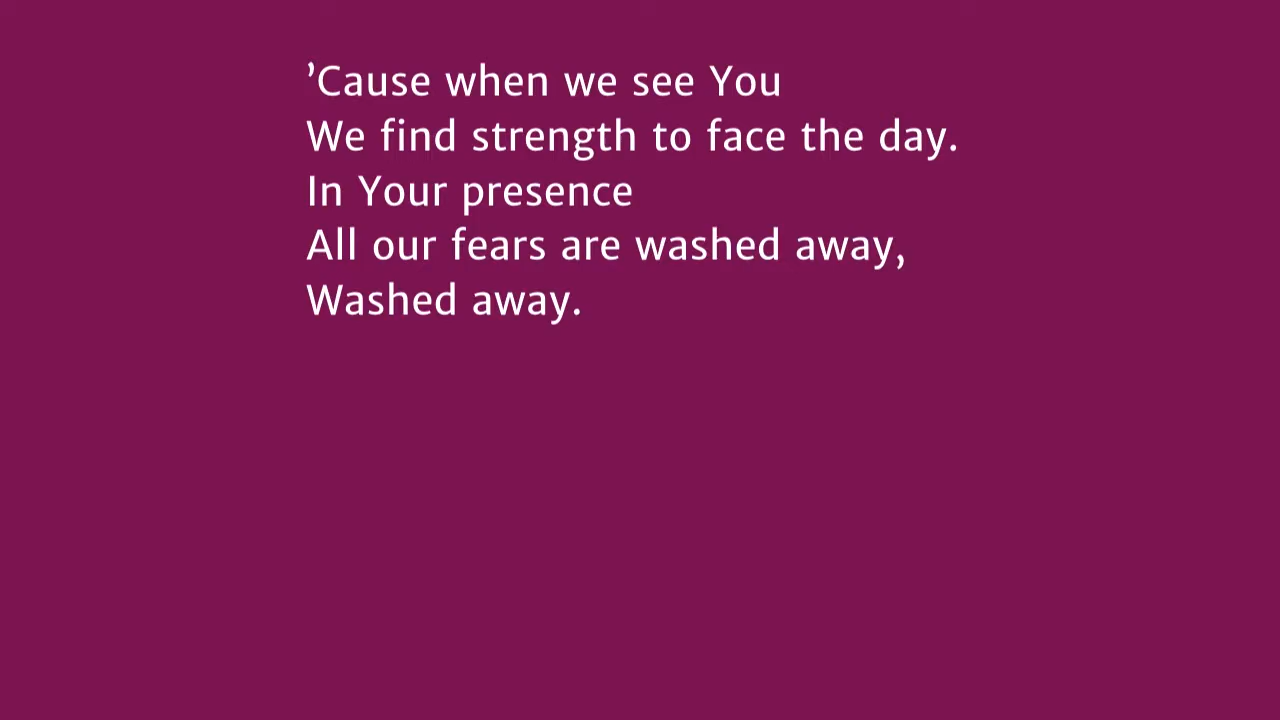 ’Cause when we see You
We find strength to face the day.
In Your presence
All our fears are washed away,
Washed away.